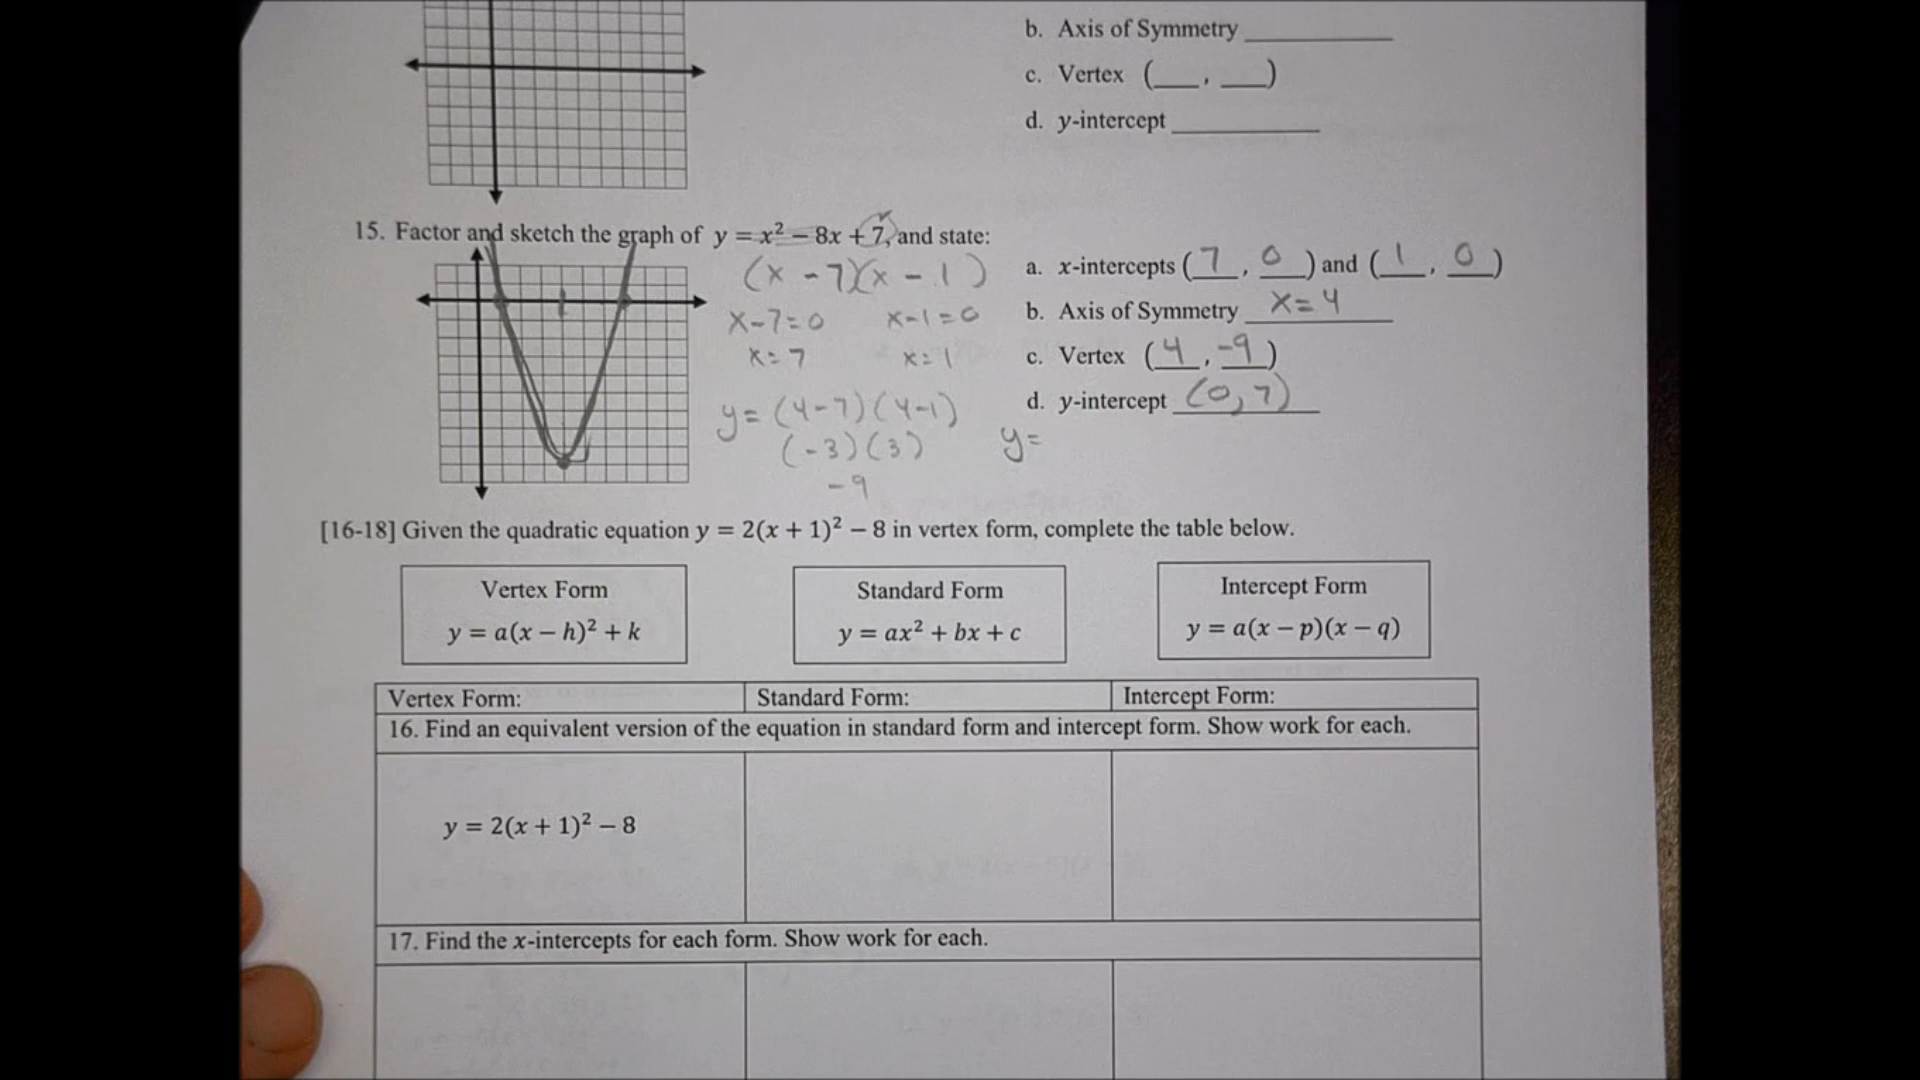 b. Axis of Symmetry ____
c. Vertex (__, __)
d. y-intercept ____
15. Factor and sketch the graph of y = x² − 8x + 7, and state:
(x - 7)(x - 1)
x-7=0 x-1=0
x=7 x=1
y= (4-7)(4-1)
(-3)(3)
-9
a. x-intercepts (7, 0) and (1, 0)
b. Axis of Symmetry x=4
c. Vertex (4, -9)
d. y-intercept (0,7)
y=
[16-18] Given the quadratic equation y = 2(x + 1)² − 8 in vertex form, complete the table below.
Vertex Form
y = a(x − h)² + k
Standard Form
y = ax² + bx + c
Intercept Form
y = a(x − p)(x − q)
Vertex Form: Standard Form: Intercept Form:
16. Find an equivalent version of the equation in standard form and intercept form. Show work for each.
y = 2(x + 1)² − 8
17. Find the x-intercepts for each form. Show work for each.